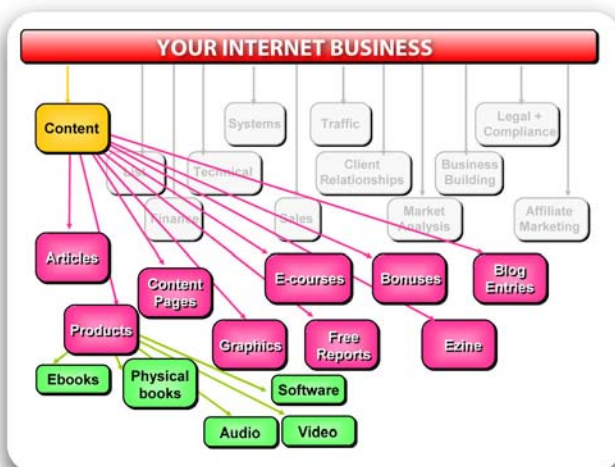 YOUR INTERNET BUSINESS
Content
Systems
Traffic
Legal +
Compliance
List
Technical
Client
Relationships
Business
Building
Finance
Sales
Market
Analysis
Affiliate
Marketing
Articles
Content
Pages
E-courses
Bonuses
Blog
Entries
Products
Graphics
Free
Reports
Ezine
Ebooks
Physical
books
Software
Audio
Video